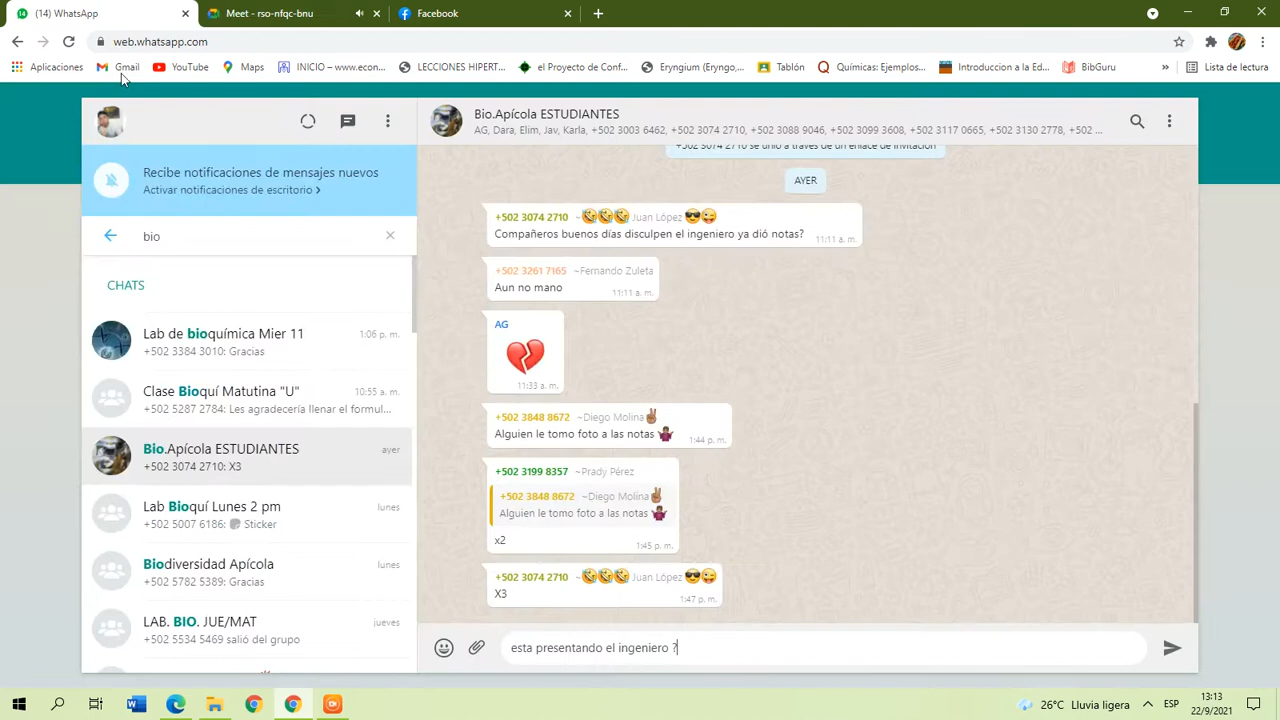 (14) WhatsApp
Meet - rso-nfqc-bnu
Facebook
web.whatsapp.com
Aplicaciones
Gmail
YouTube
Maps
INICIO – www.econ...
LECCIONES HIPERT...
el Proyecto de Conf...
Eryngium (Eryngo,...
Tablón
Químicas: Ejemplos...
Introduccion a la Ed...
BibGuru
»
Lista de lectura
Recibe notificaciones de mensajes nuevos
Activar notificaciones de escritorio >
bio
CHATS
Lab de bioquímica Mier 11
1:06 p. m.
+502 3384 3010: Gracias
Clase Bioquí Matutina "U"
10:55 a. m.
+502 5287 2784: Les agradecería llenar el formul...
Bio.Apícola ESTUDIANTES
ayer
+502 3074 2710: X3
Lab Bioquí Lunes 2 pm
lunes
+502 5007 6186: Sticker
Biodiversidad Apícola
lunes
+502 5782 5389: Gracias
LAB. BIO. JUE/MAT
jueves
+502 5534 5469 salió del grupo
Bio.Apícola ESTUDIANTES
AG, Dara, Elim, Jav, Karla, +502 3003 6462, +502 3074 2710, +502 3088 9046, +502 3099 3608, +502 3117 0665, +502 3130 2778, +502 ...
+502 3074 2710 se unió a través de un enlace de invitación
AYER
+502 3074 2710 ~🤣🤣🤣 Juan López 😎😜
Compañeros buenos días disculpen el ingeniero ya dió notas?
11:11 a. m.
+502 3261 7165 ~Fernando Zuleta
Aun no mano
11:11 a. m.
AG
💔
11:33 a. m.
+502 3848 8672 ~Diego Molina✌🏽
Alguien le tomo foto a las notas 🤷🏽‍♂️
1:44 p. m.
+502 3199 8357 ~Prady Pérez
+502 3848 8672 ~Diego Molina✌🏽
Alguien le tomo foto a las notas 🤷🏽‍♂️
x2
1:45 p. m.
+502 3074 2710 ~🤣🤣🤣 Juan López 😎😜
X3
1:47 p. m.
esta presentando el ingeniero ?
26°C Lluvia ligera
ESP
13:13
22/9/2021